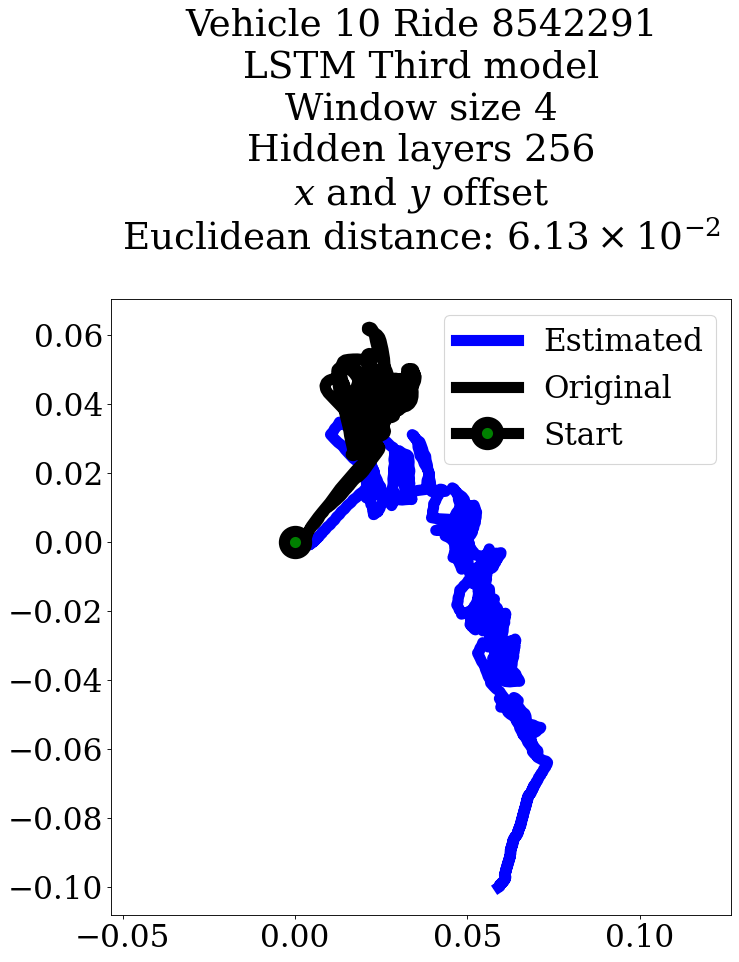 Vehicle 10 Ride 8542291
LSTM Third model
Window size 4
Hidden layers 256
x and y offset
Euclidean distance: 6.13 × 10⁻²
Estimated
Original
Start
0.06
0.04
0.02
0.00
−0.02
−0.04
−0.06
−0.08
−0.10
−0.05 0.00 0.05 0.10